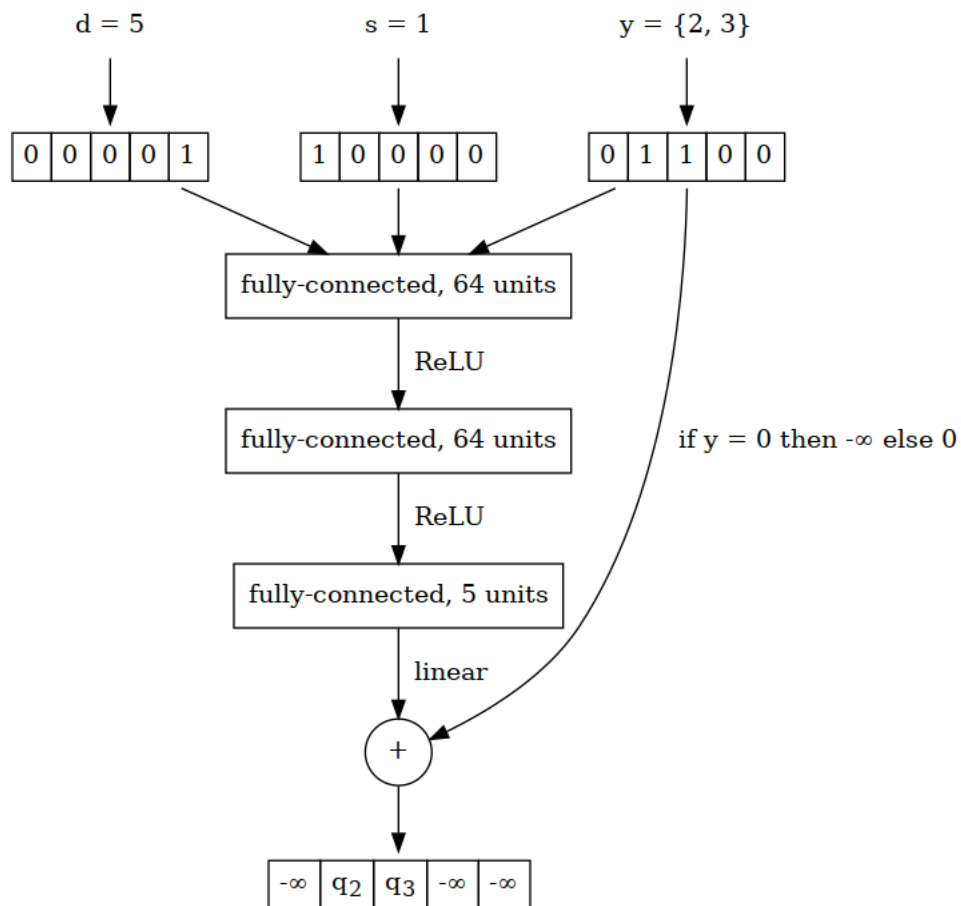 d = 5 s = 1 y = {2, 3}
0 0 0 0 1 1 0 0 0 0 0 1 1 0 0
fully-connected, 64 units
ReLU
fully-connected, 64 units
if y = 0 then -∞ else 0
ReLU
fully-connected, 5 units
linear
+
-∞ q₂ q₃ -∞ -∞